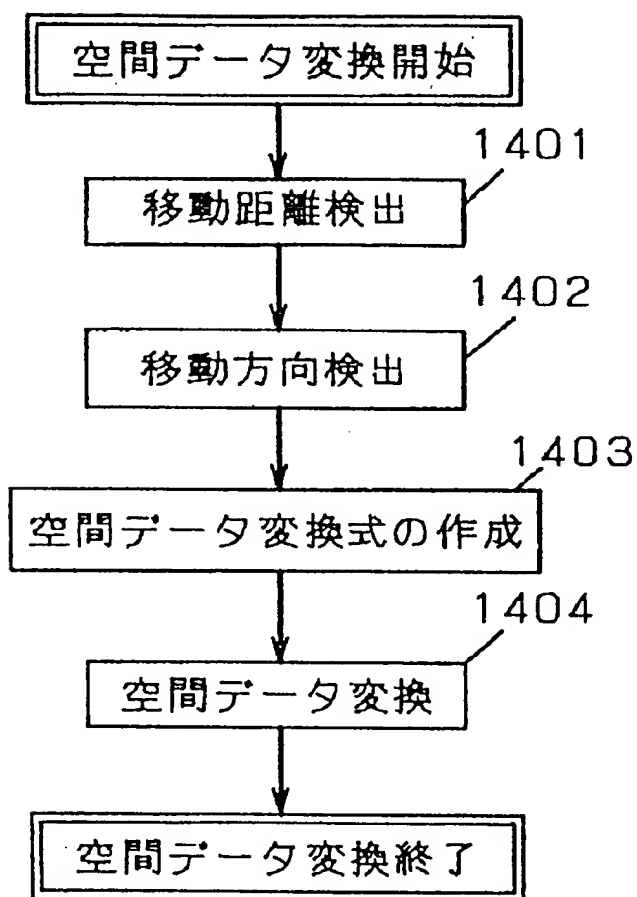 空間データ変換開始
1401
移動距離検出
1402
移動方向検出
1403
空間データ変換式の作成
1404
空間データ変換
空間データ変換終了